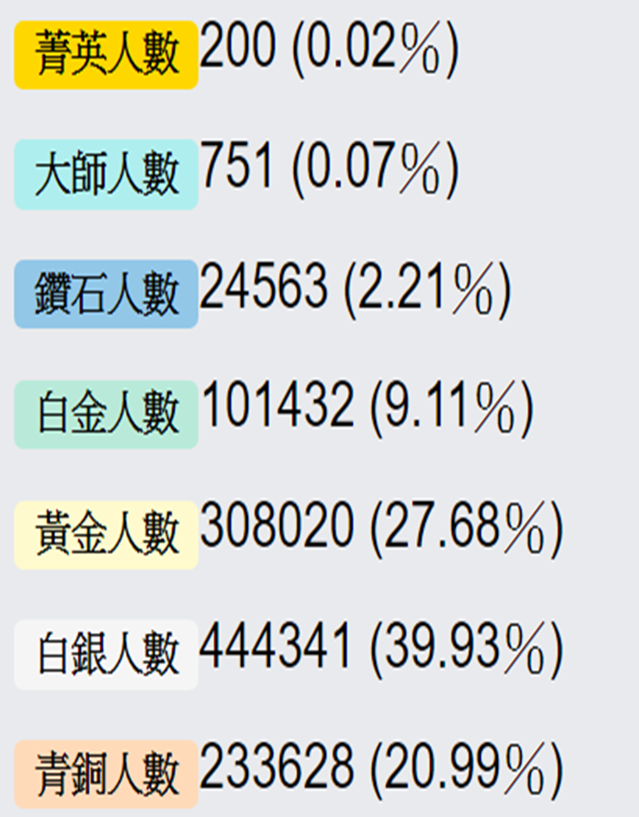 菁英人數 200 (0.02%)
大師人數 751 (0.07%)
鑽石人數 24563 (2.21%)
白金人數 101432 (9.11%)
黃金人數 308020 (27.68%)
白銀人數 444341 (39.93%)
青銅人數 233628 (20.99%)